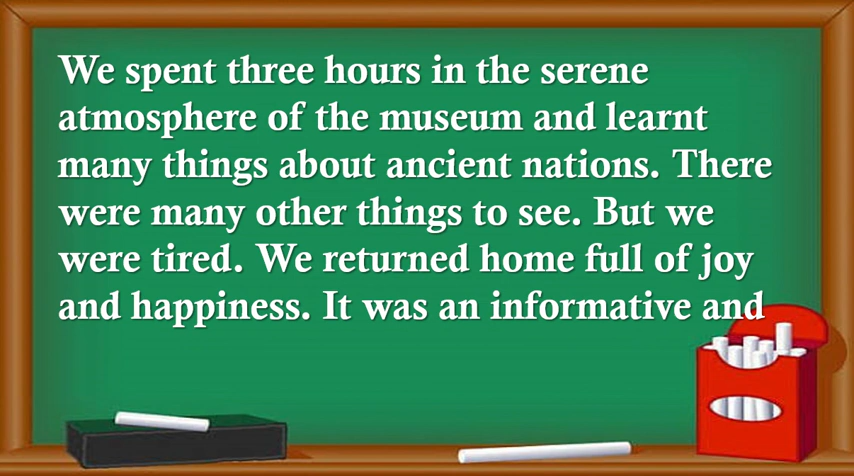 We spent three hours in the serene
atmosphere of the museum and learnt
many things about ancient nations. There
were many other things to see. But we
were tired. We returned home full of joy
and happiness. It was an informative and